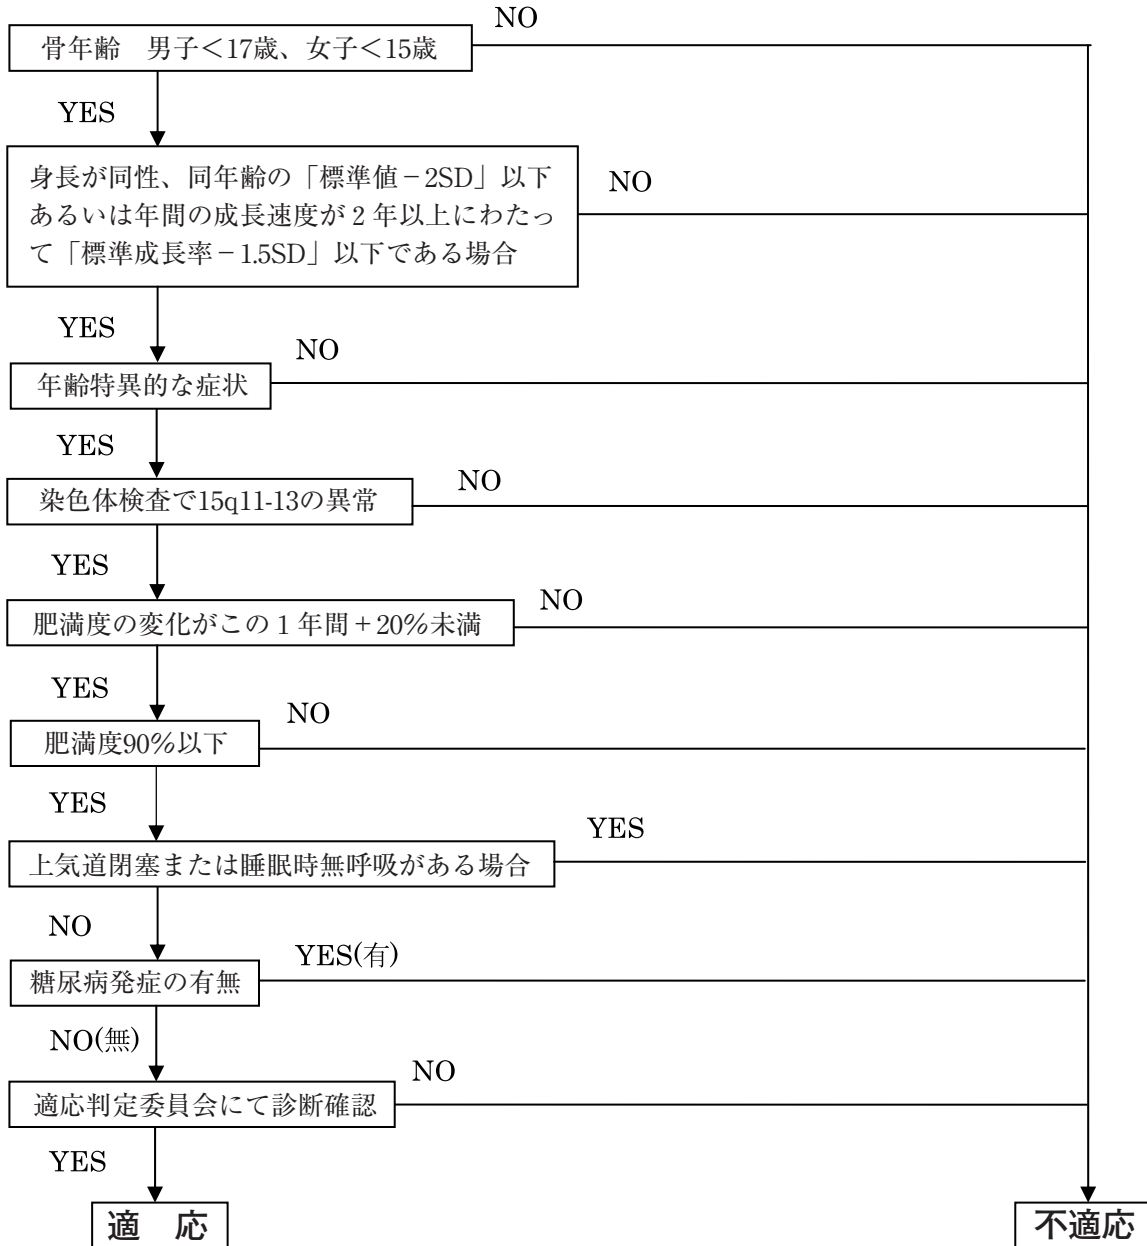 NO
骨年齢　男子＜17歳、女子＜15歳
YES
身長が同性、同年齢の「標準値－2SD」以下
あるいは年間の成長速度が 2 年以上にわたっ
て「標準成長率－1.5SD」以下である場合
NO
YES
NO
年齢特異的な症状
YES
NO
染色体検査で15q11-13の異常
YES
NO
肥満度の変化がこの 1 年間＋20％未満
YES
NO
肥満度90％以下
YES
YES
上気道閉塞または睡眠時無呼吸がある場合
NO
YES(有)
糖尿病発症の有無
NO(無)
NO
適応判定委員会にて診断確認
YES
適　応
不適応